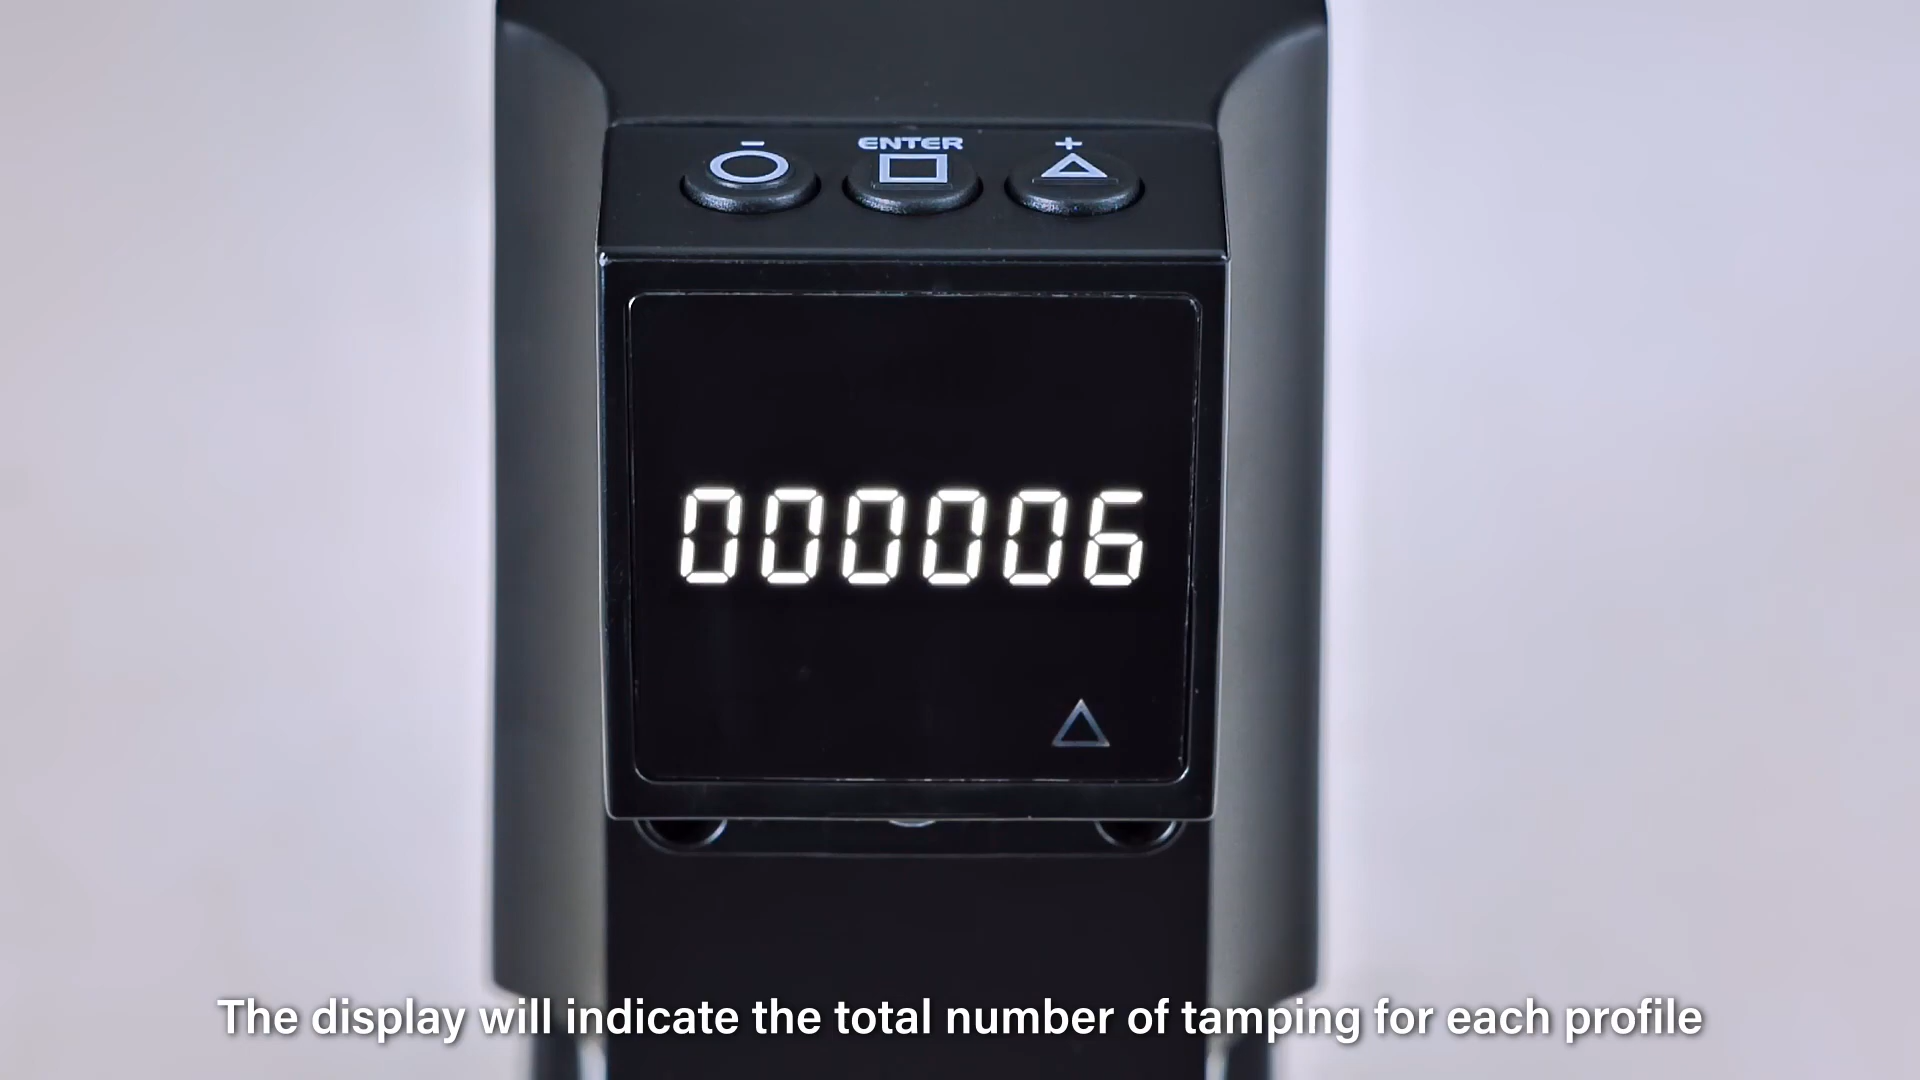 - ENTER +
000006
The display will indicate the total number of tamping for each profile